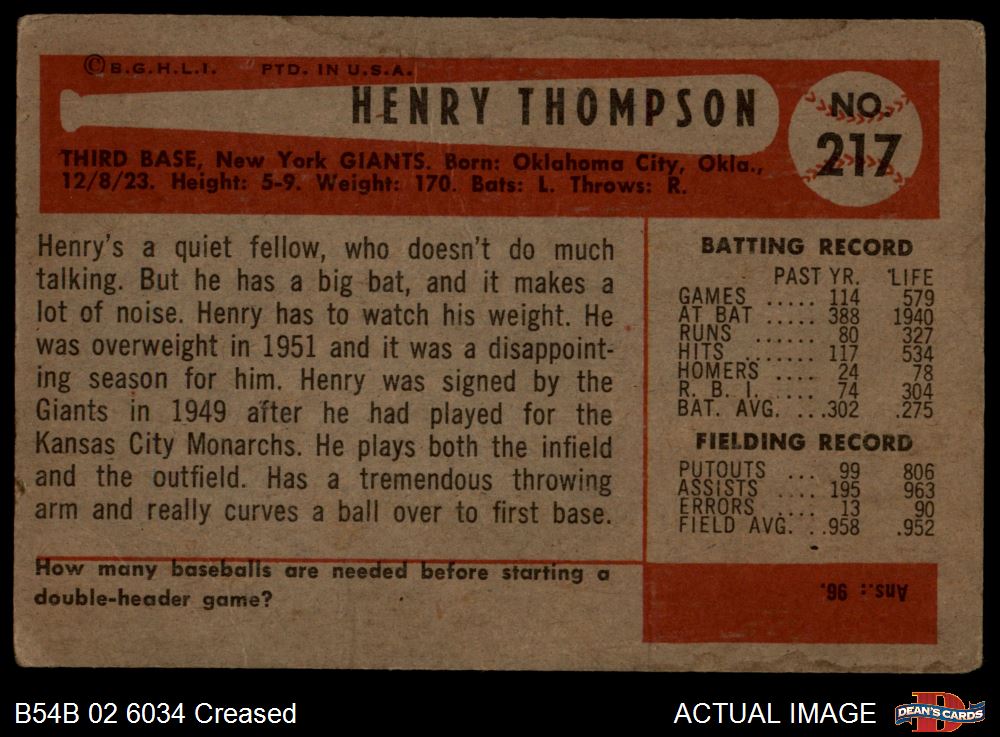 ©B.G.H.L.I. PTD. IN U.S.A.
HENRY THOMPSON
NO.
217
THIRD BASE, New York GIANTS. Born: Oklahoma City, Okla.,
12/8/23. Height: 5-9. Weight: 170. Bats: L. Throws: R.
Henry's a quiet fellow, who doesn't do much
talking. But he has a big bat, and it makes a
lot of noise. Henry has to watch his weight. He
was overweight in 1951 and it was a disappoint-
ing season for him. Henry was signed by the
Giants in 1949 after he had played for the
Kansas City Monarchs. He plays both the infield
and the outfield. Has a tremendous throwing
arm and really curves a ball over to first base.
How many baseballs are needed before starting a
double-header game?
BATTING RECORD
PAST YR. LIFE
GAMES ..... 114 579
AT BAT ..... 388 1940
RUNS ...... 80 327
HITS ....... 117 534
HOMERS .... 24 78
R. B. I. .... 74 304
BAT. AVG. ... .302 .275
FIELDING RECORD
PUTOUTS ... 99 806
ASSISTS .... 195 963
ERRORS .... 13 90
FIELD AVG. . .958 .952
Ans.: 96.
B54B 02 6034 Creased
ACTUAL IMAGE
DEAN'S CARDS